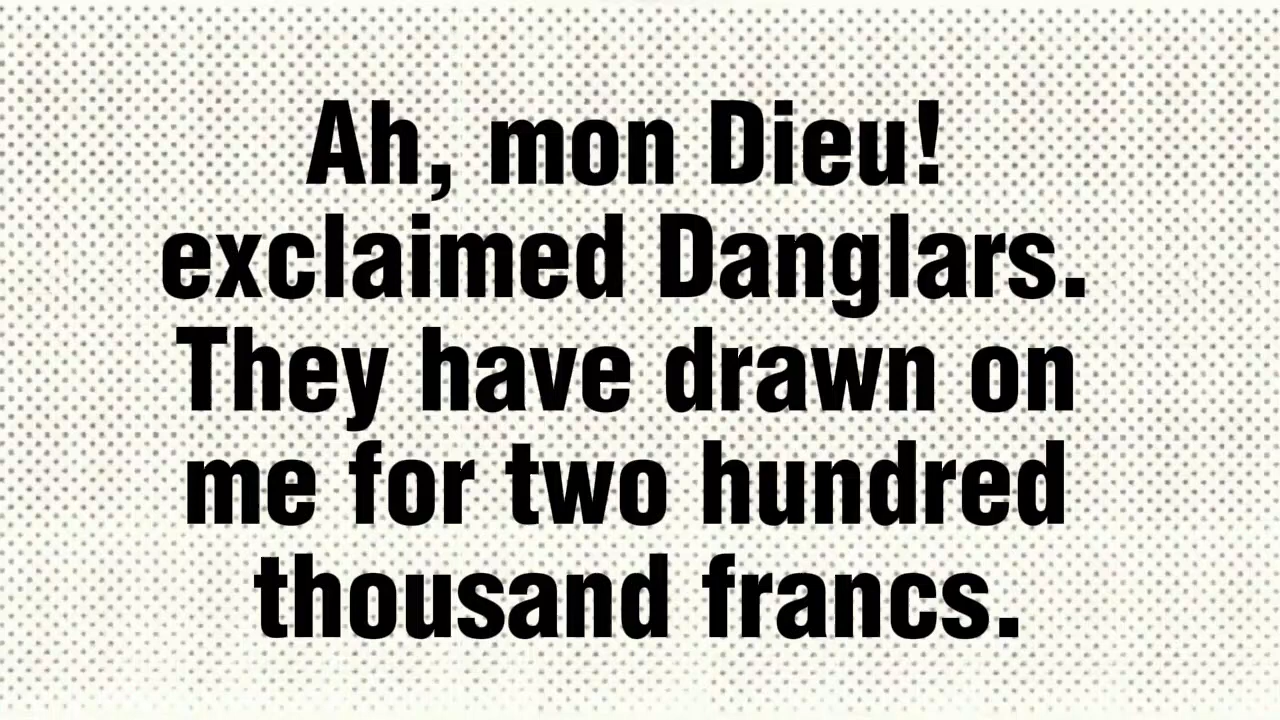 Ah, mon Dieu!
exclaimed Danglars.
They have drawn on
me for two hundred
thousand francs.